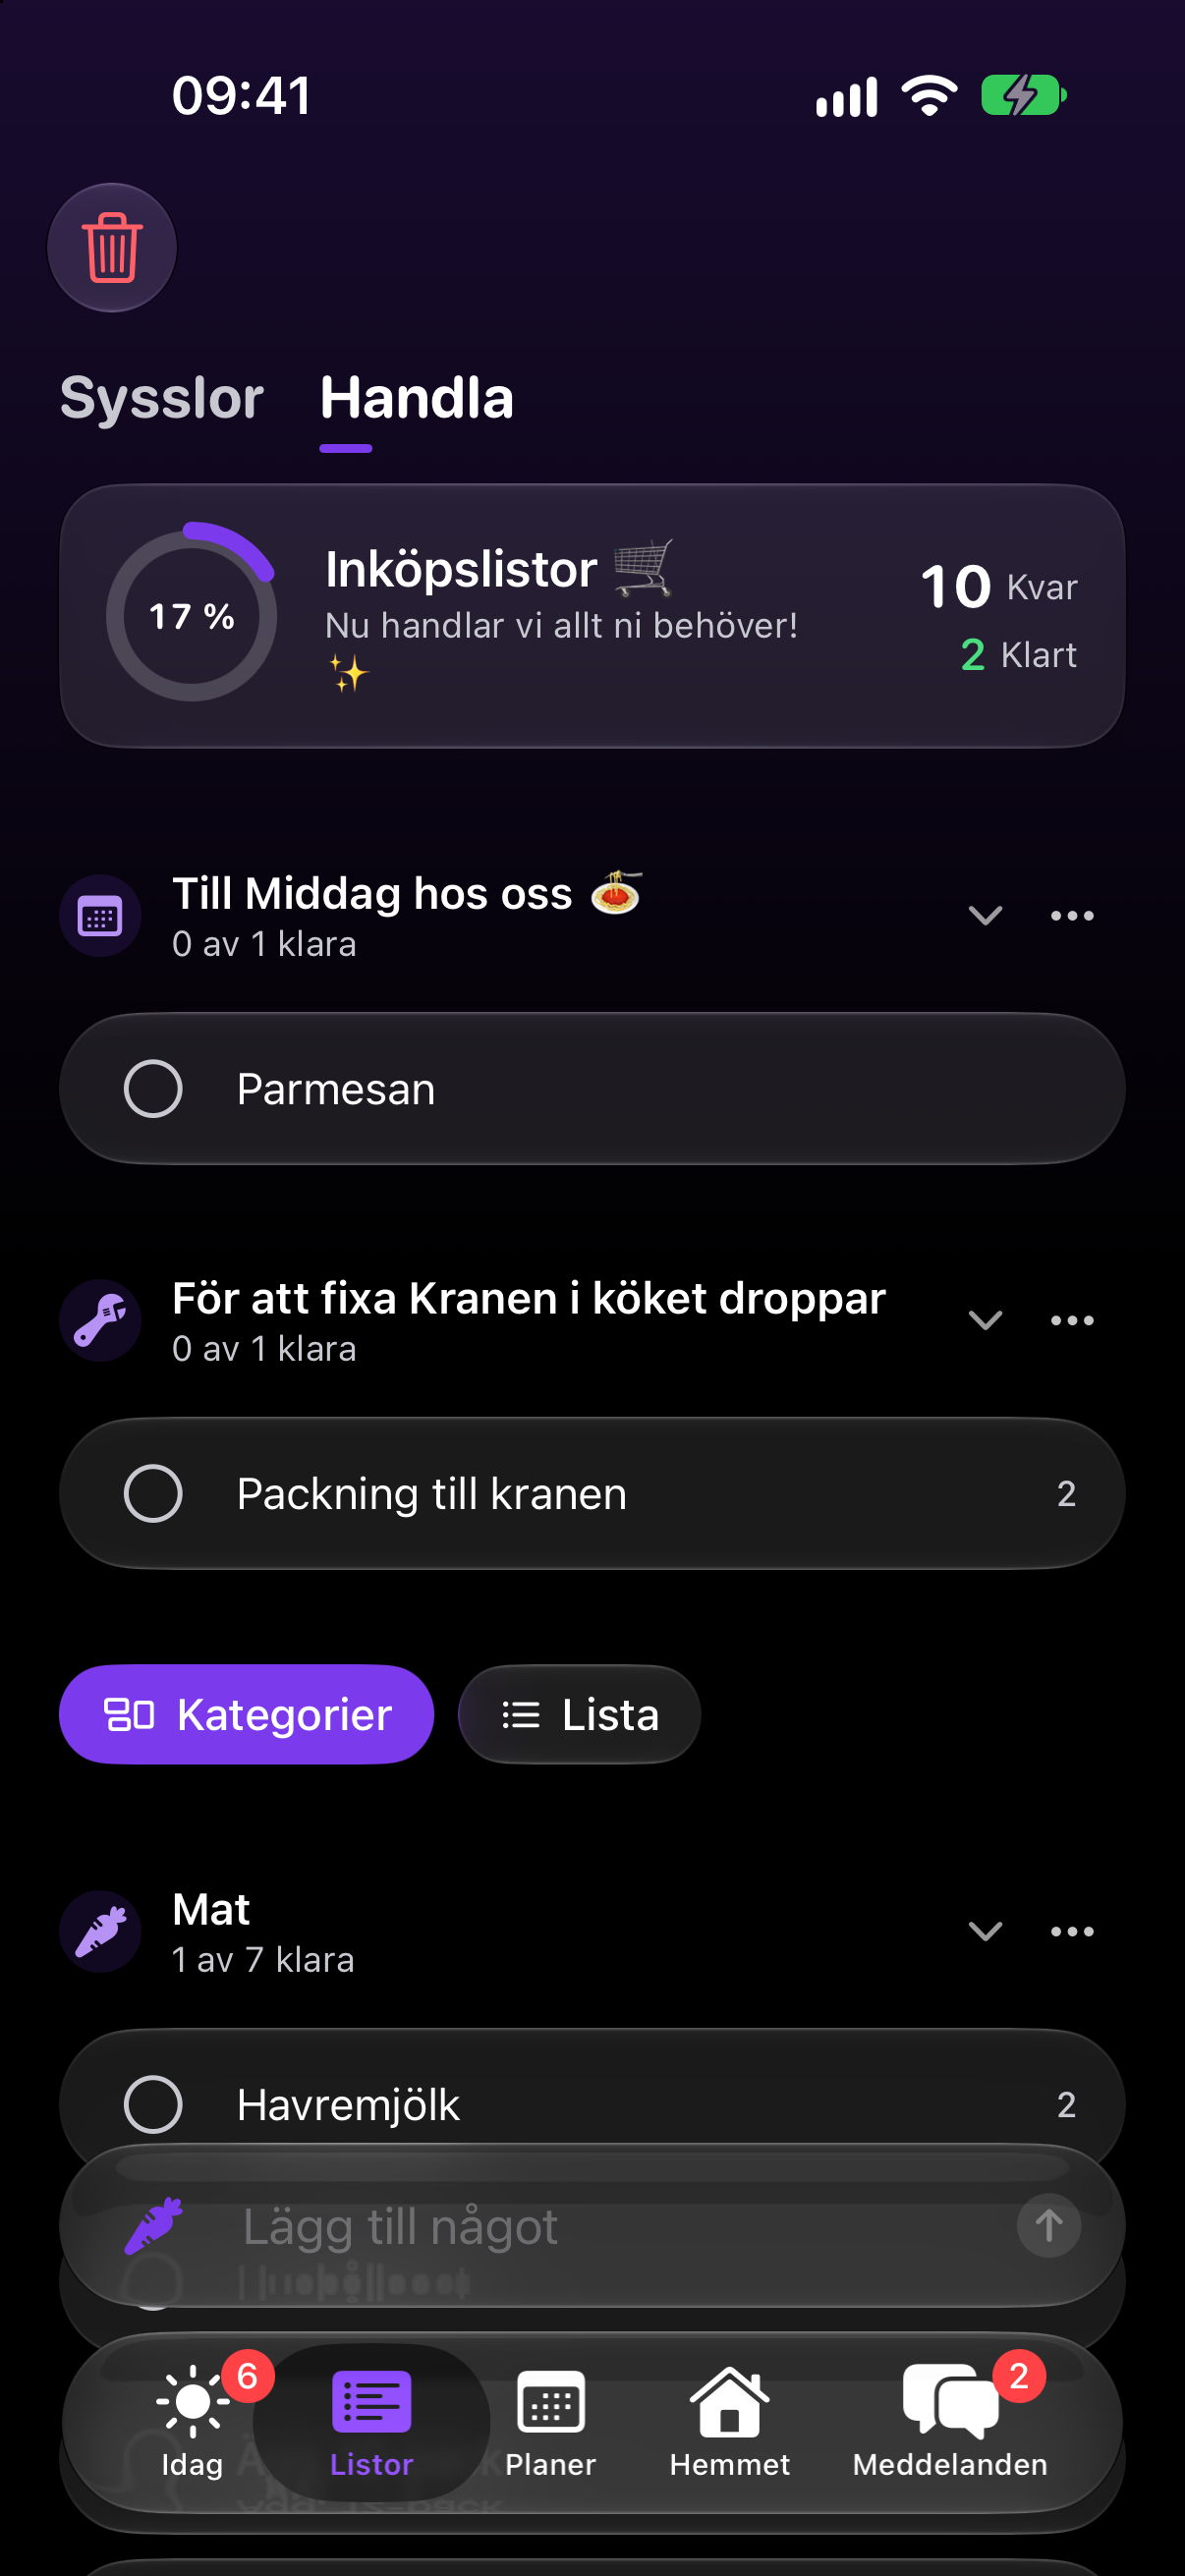 09:41
Sysslor Handla
17 %
Inköpslistor 🛒
Nu handlar vi allt ni behöver!
✨
10 Kvar
2 Klart
Till Middag hos oss 🍝
0 av 1 klara
Parmesan
För att fixa Kranen i köket droppar
0 av 1 klara
Packning till kranen 2
Kategorier Lista
Mat
1 av 7 klara
Havremjölk 2
Lägg till något
6 2
Idag Listor Planer Hemmet Meddelanden